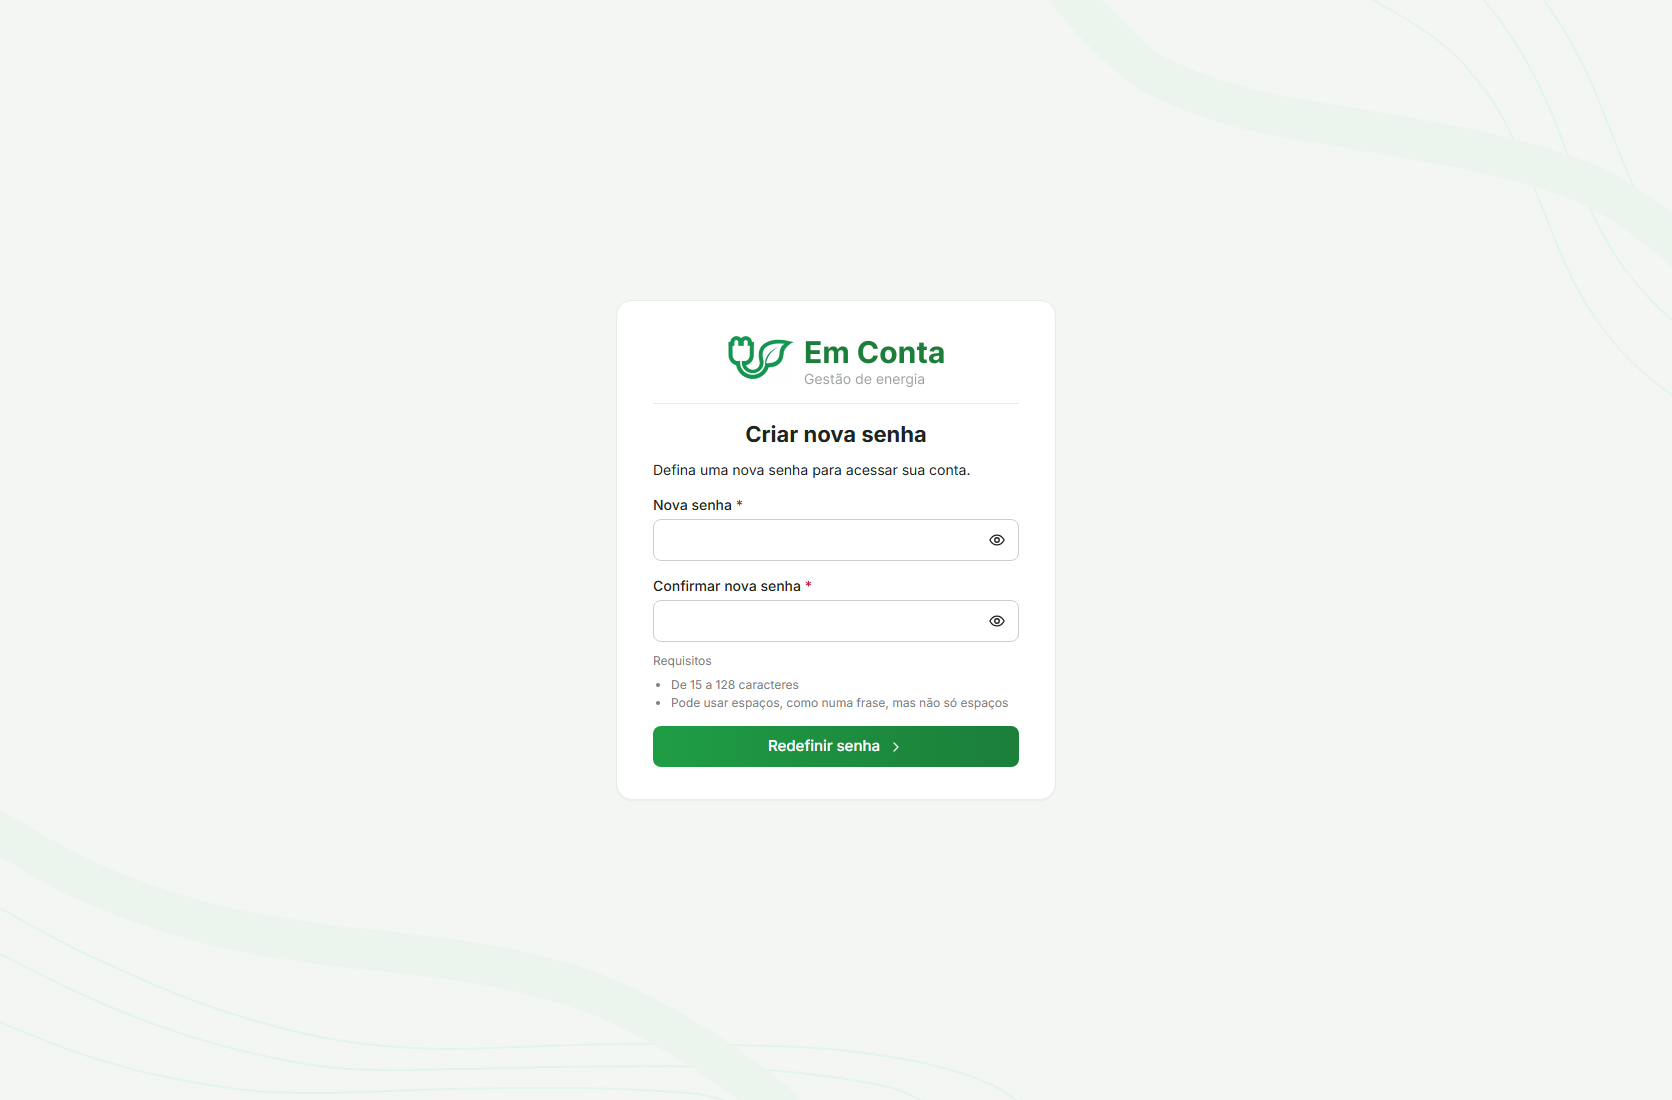 Em Conta
Gestão de energia
Criar nova senha
Defina uma nova senha para acessar sua conta.
Nova senha *
Confirmar nova senha *
Requisitos
• De 15 a 128 caracteres
• Pode usar espaços, como numa frase, mas não só espaços
Redefinir senha